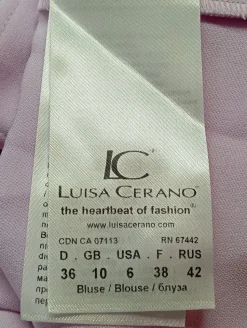 LC
LUISA CERANO®
the heartbeat of fashion®
www.luisacerano.com
CDN CA 07113 RN 67442
D . GB . USA . F . RUS
36 10 6 38 42
Bluse / Blouse / блуза